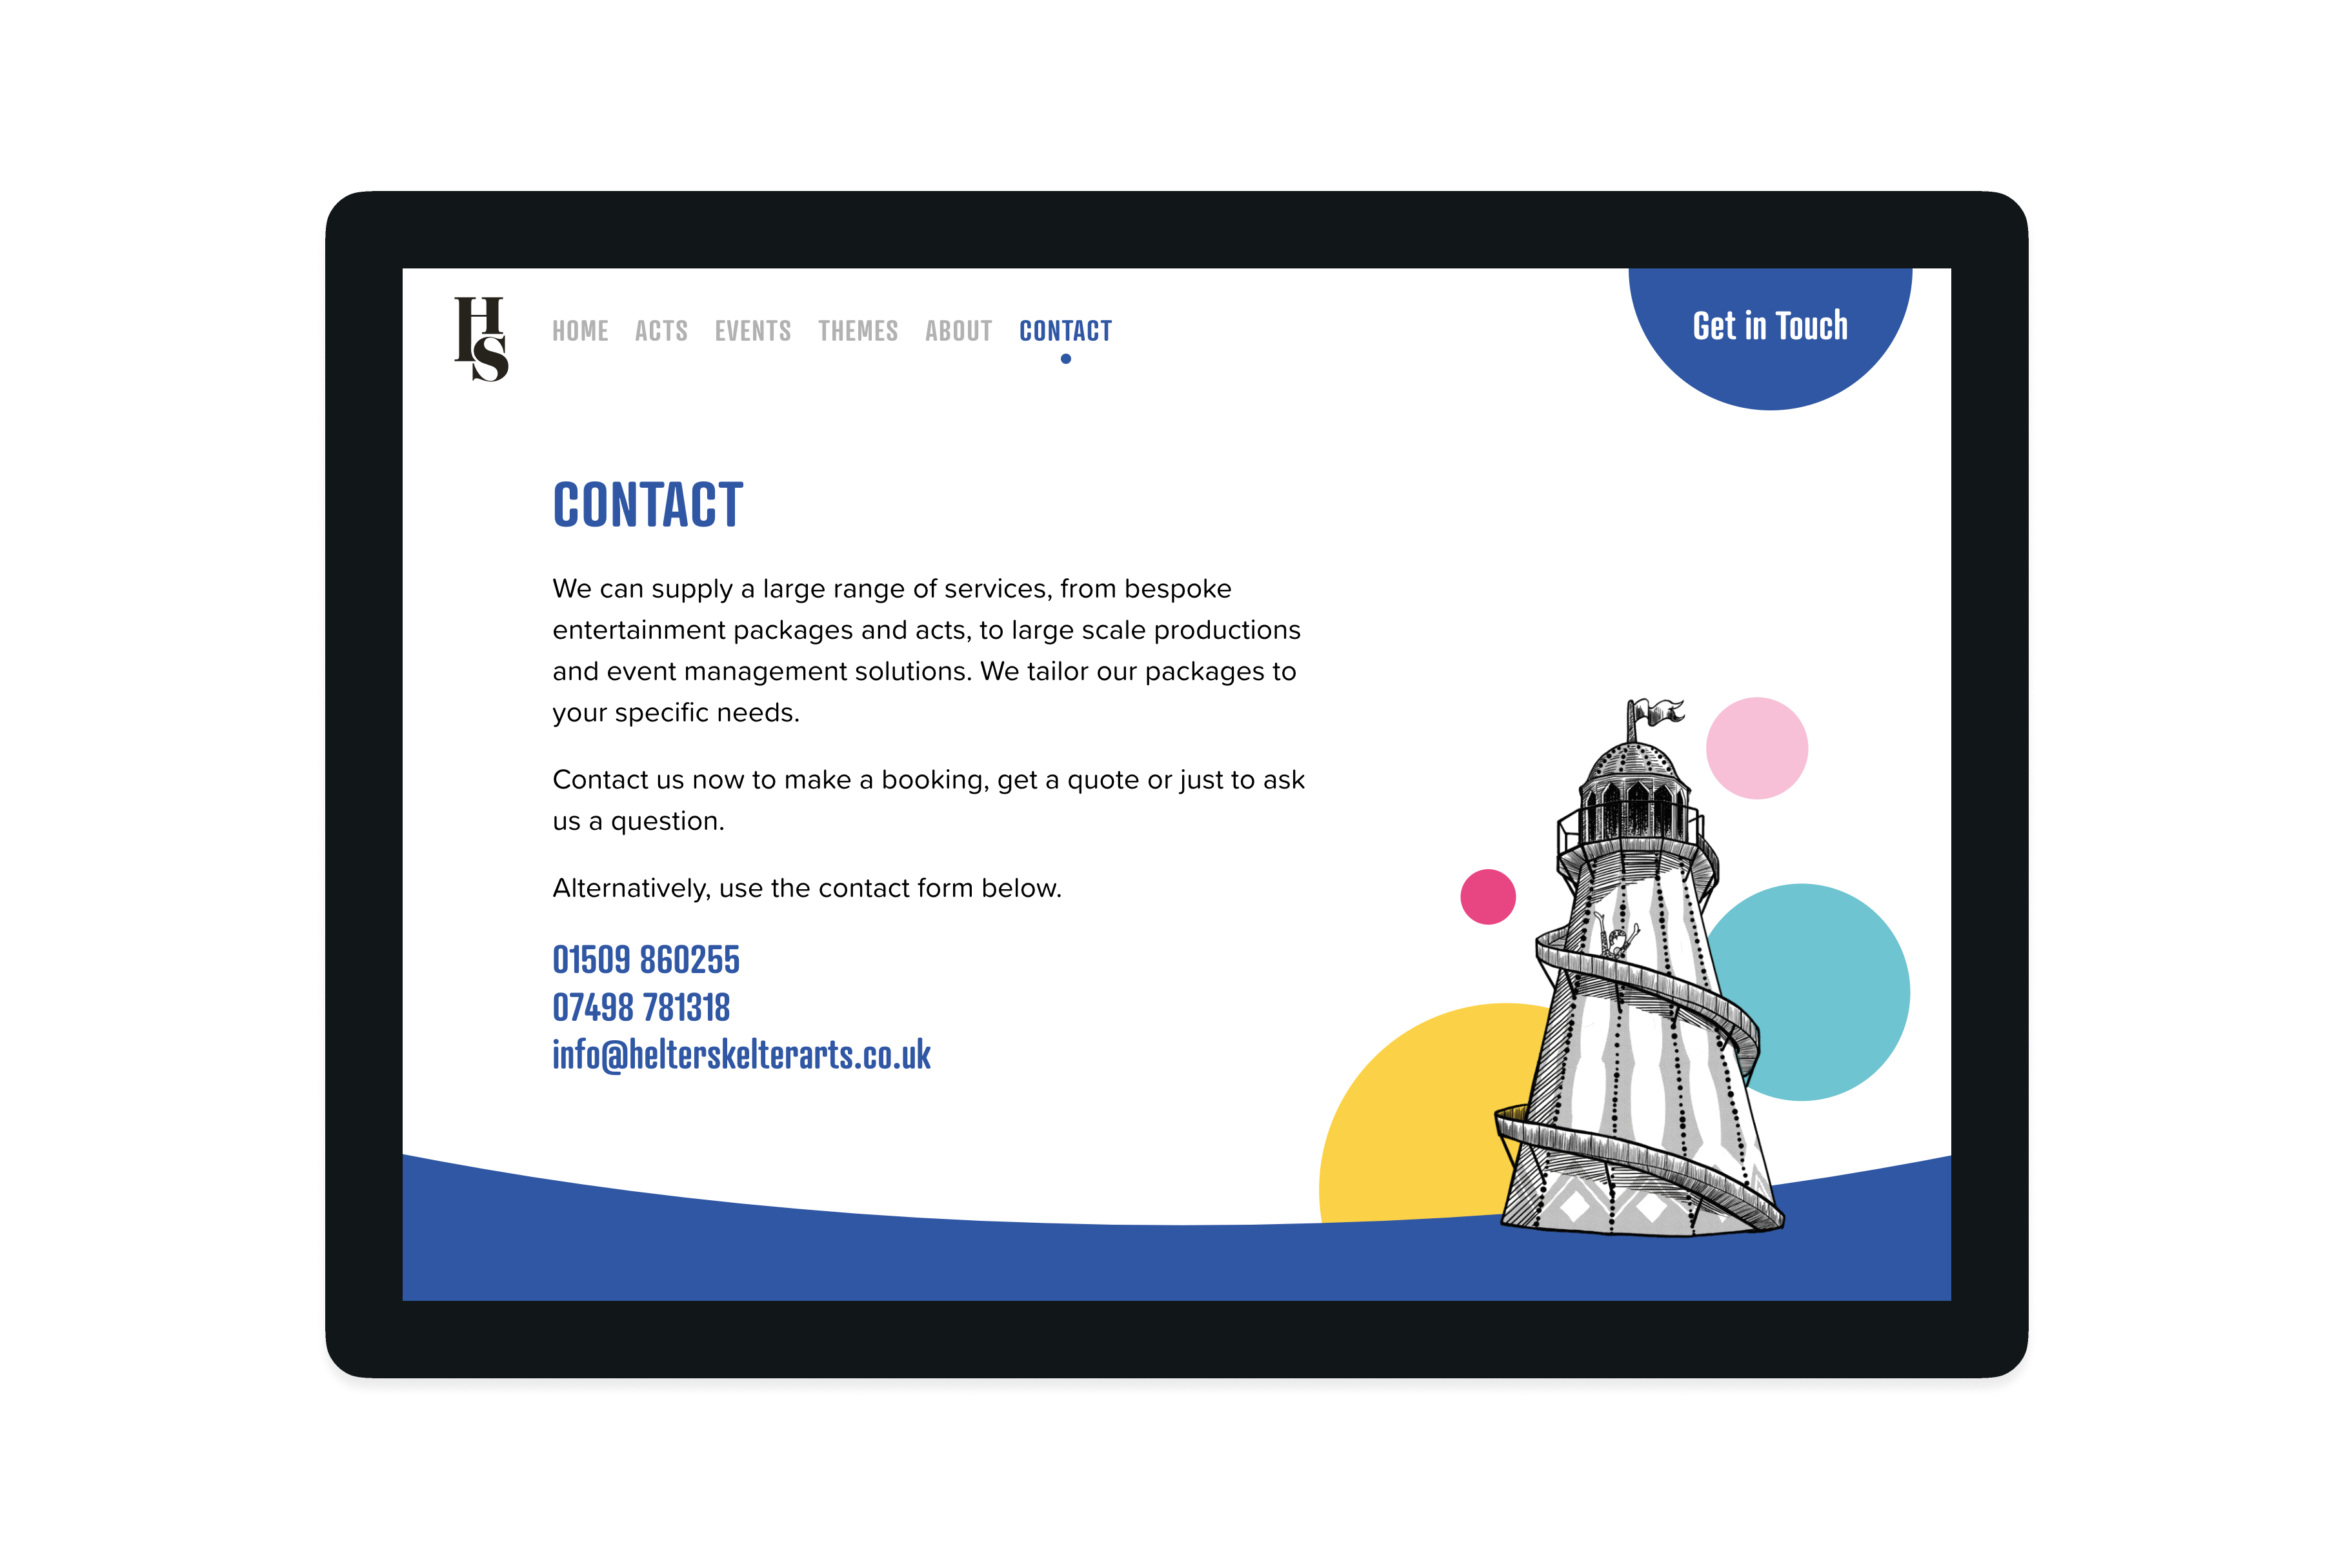 HS
HOME ACTS EVENTS THEMES ABOUT CONTACT
Get in Touch
CONTACT
We can supply a large range of services, from bespoke
entertainment packages and acts, to large scale productions
and event management solutions. We tailor our packages to
your specific needs.
Contact us now to make a booking, get a quote or just to ask
us a question.
Alternatively, use the contact form below.
01509 860255
07498 781318
info@helterskelterarts.co.uk